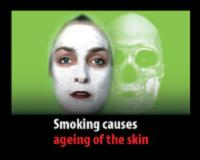 Smoking causes
ageing of the skin